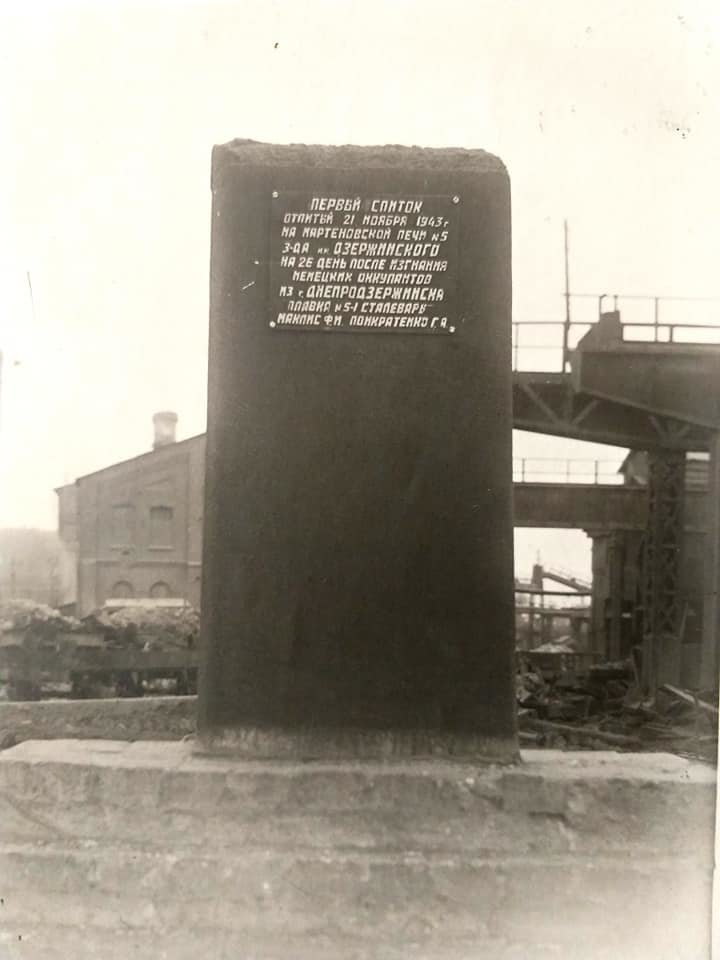 ПЕРВЫЙ СЛИТОК
ОТЛИТЫЙ 21 НОЯБРЯ 1943 г.
НА МАРТЕНОВСКОЙ ПЕЧИ № 5
З-ДА им. ДЗЕРЖИНСКОГО
НА 26 ДЕНЬ ПОСЛЕ ИЗГНАНИЯ
НЕМЕЦКИХ ОККУПАНТОВ
ИЗ г. ДНЕПРОДЗЕРЖИНСКА
ПЛАВКА № 5-1 СТАЛЕВАРЫ
МАКЛИС Ф.И. ПОНКРАТЕНКО Г.А.